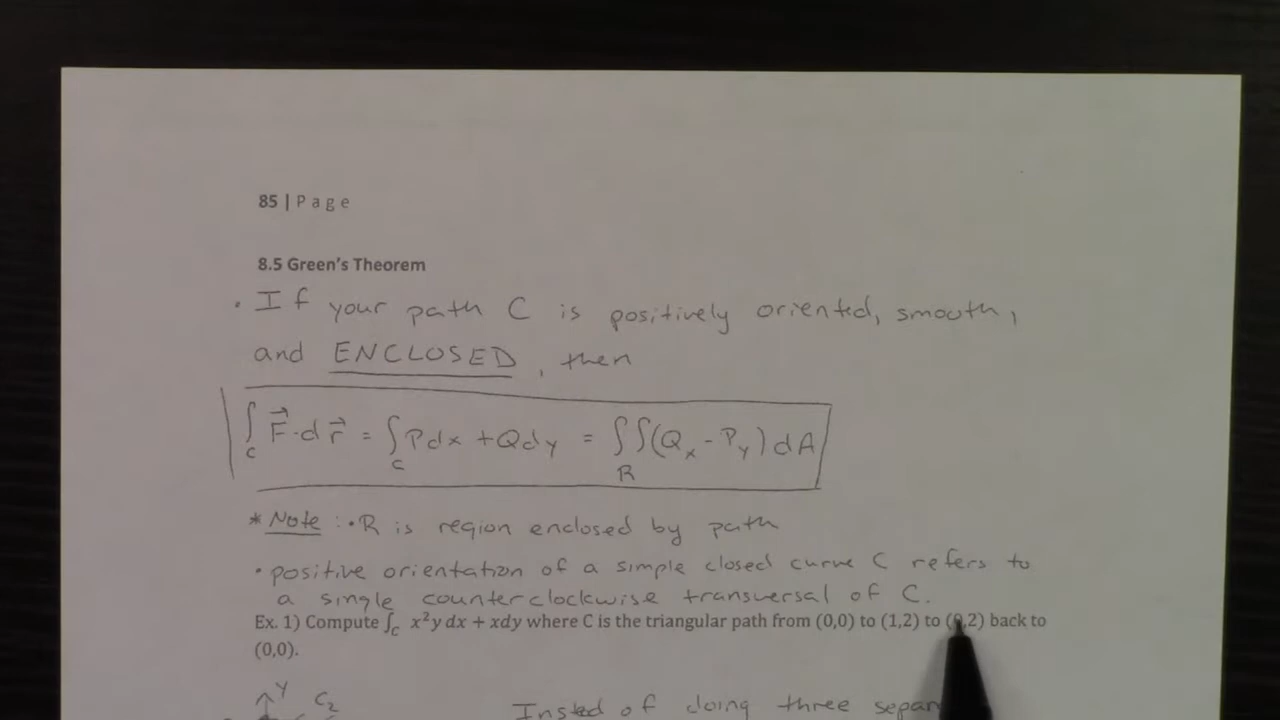 85 | P a g e
8.5 Green's Theorem
• If your path C is positively oriented, smooth,
and ENCLOSED, then
∫_C F⃗·dr⃗ = ∫_C Pdx + Qdy = ∫∫_R (Q_x - P_y) dA
* Note: • R is region enclosed by path
• positive orientation of a simple closed curve C refers to
a single counterclockwise transversal of C.
Ex. 1) Compute ∫_C x²y dx + xdy where C is the triangular path from (0,0) to (1,2) to (0,2) back to
(0,0).
Y C₂
Insted of doing three